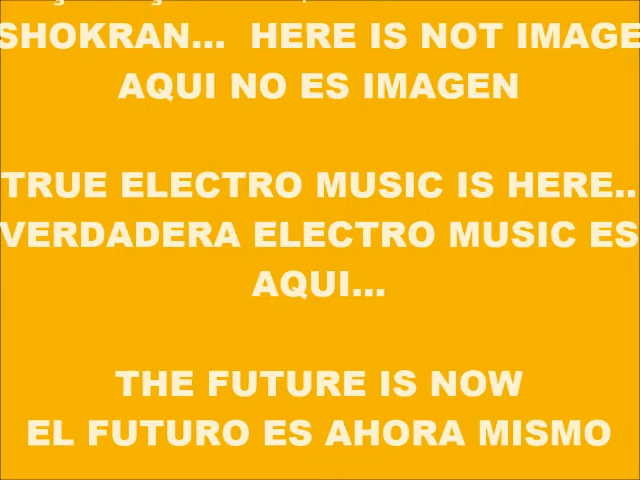 SHOKRAN... HERE IS NOT IMAGE
AQUI NO ES IMAGEN
TRUE ELECTRO MUSIC IS HERE..
VERDADERA ELECTRO MUSIC ES
AQUI...
THE FUTURE IS NOW
EL FUTURO ES AHORA MISMO